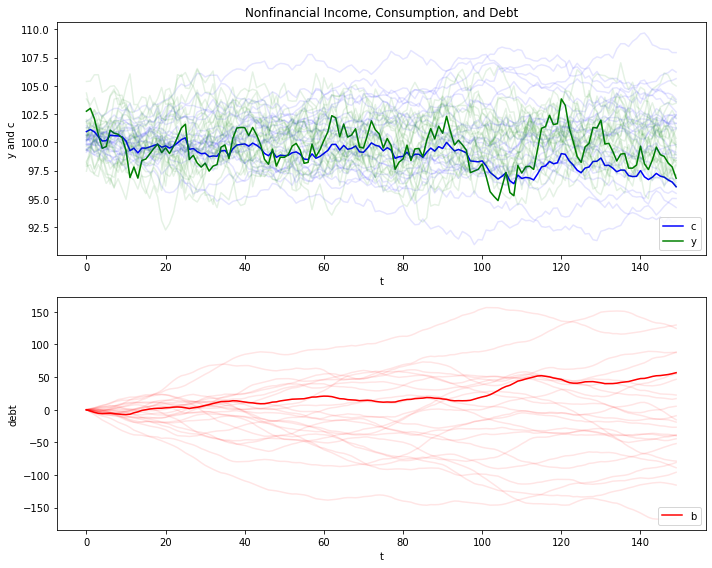 Nonfinancial Income, Consumption, and Debt
110.0
107.5
105.0
102.5
100.0
97.5
95.0
92.5
y and c
0 20 40 60 80 100 120 140
t
c
y
150
100
50
0
−50
−100
−150
debt
0 20 40 60 80 100 120 140
t
b